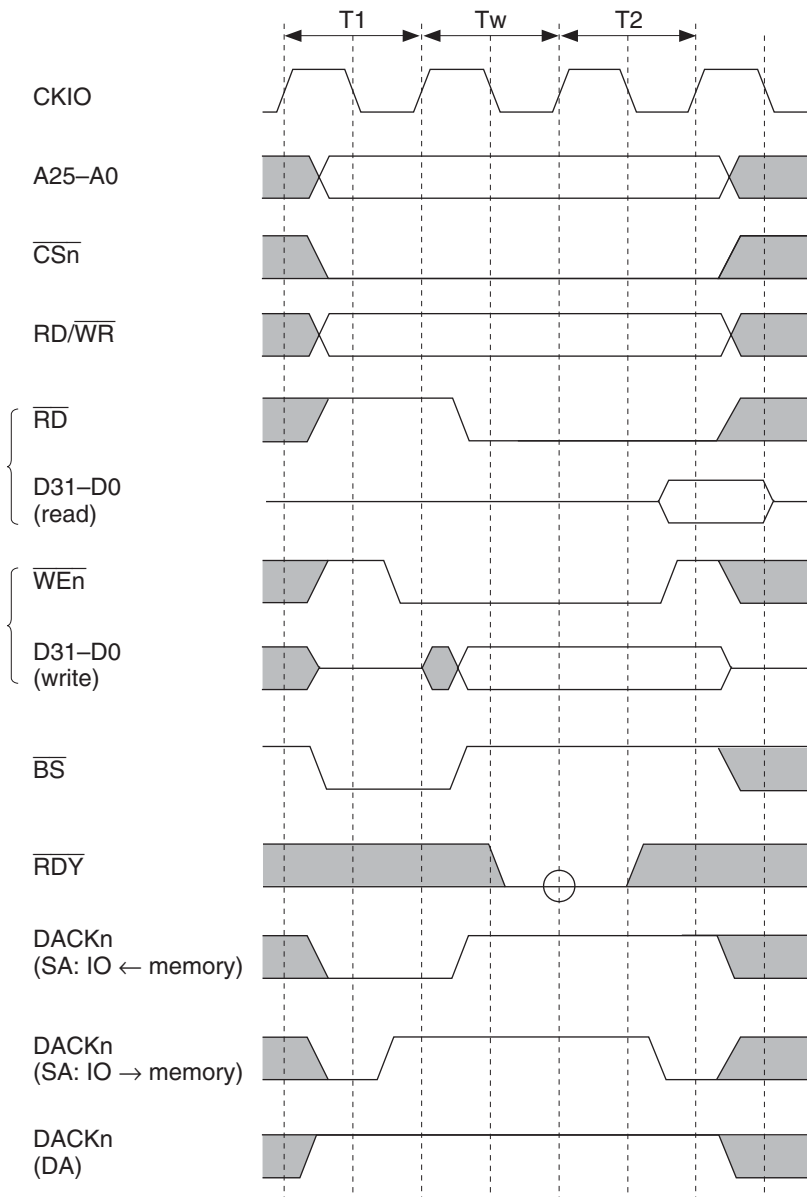 T1 Tw T2
CKIO
A25–A0
CSn
RD/WR
RD
D31–D0
(read)
WEn
D31–D0
(write)
BS
RDY
DACKn
(SA: IO ← memory)
DACKn
(SA: IO → memory)
DACKn
(DA)